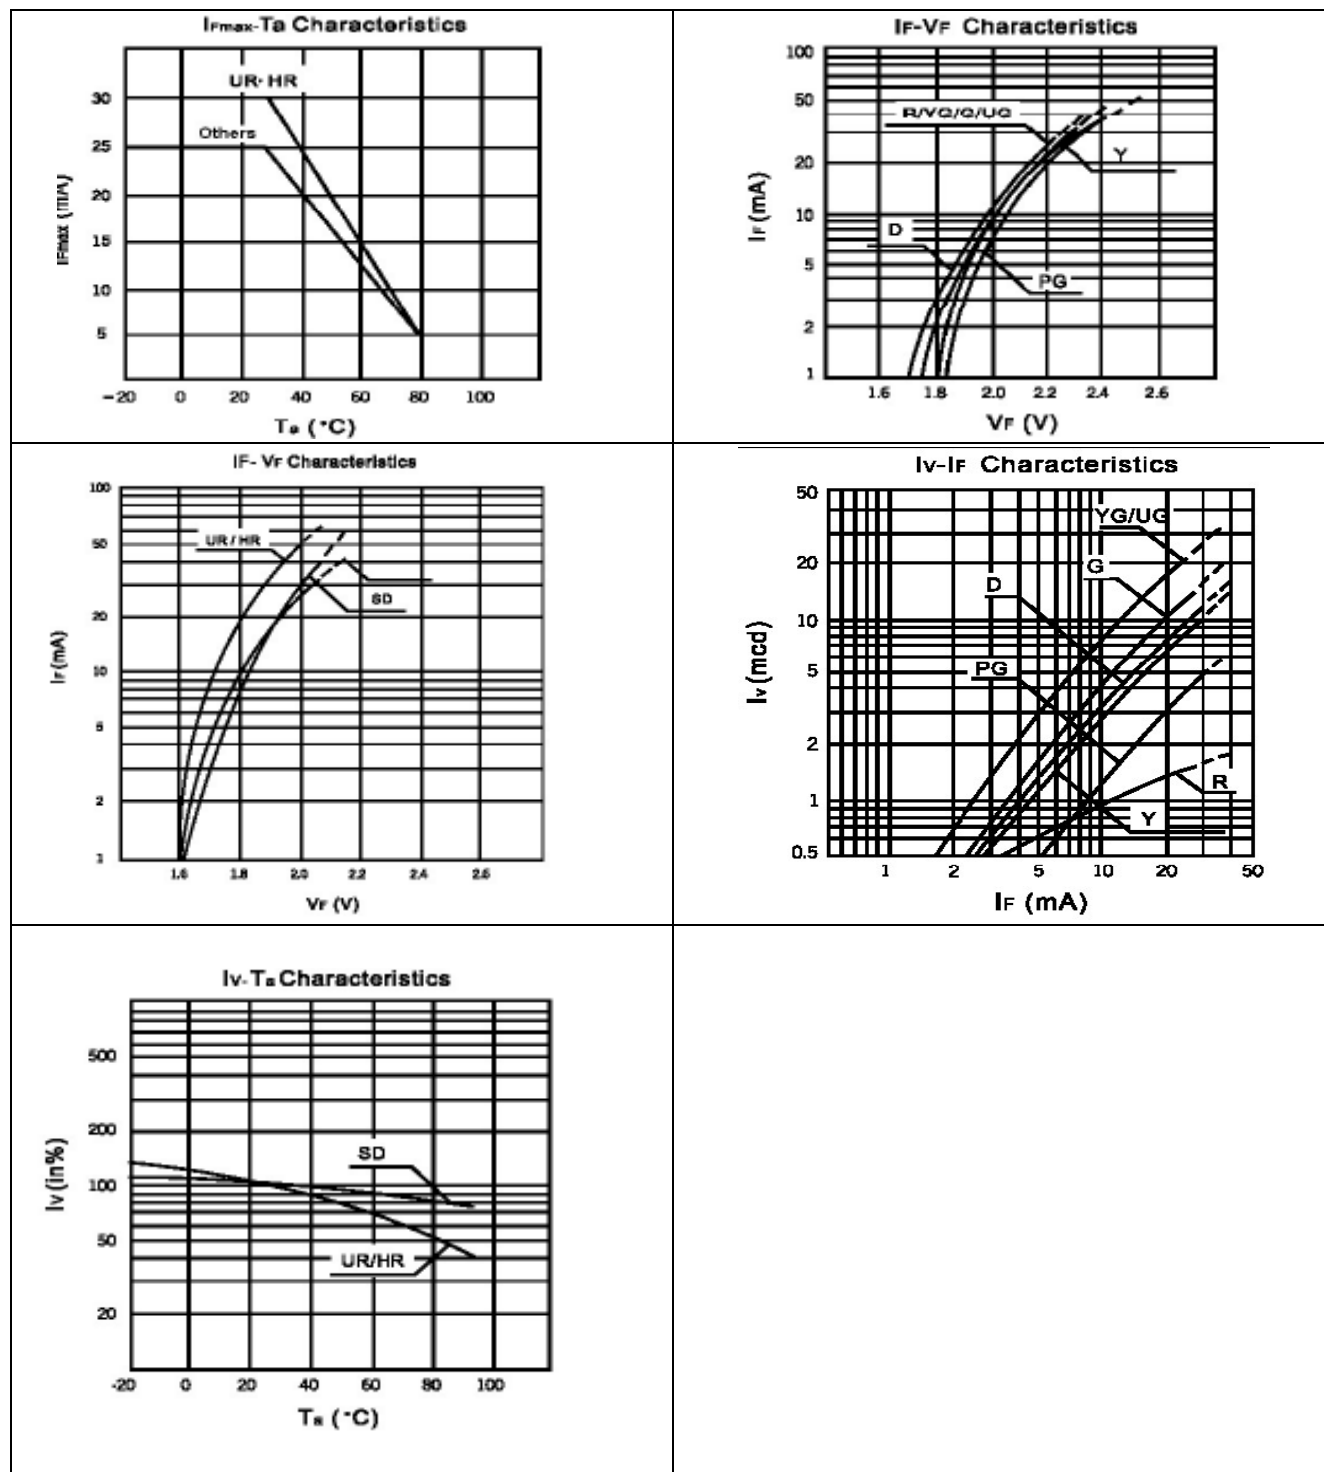 IFmax-Ta Characteristics
UR· HR
Others
30
25
20
15
10
5
IFmax (mA)
−20 0 20 40 60 80 100
Ta (°C)
IF-VF Characteristics
100
50
20
10
5
2
1
IF (mA)
R/YG/G/UG
Y
D
PG
1.6 1.8 2.0 2.2 2.4 2.6
VF (V)
IF- VF Characteristics
100
50
20
10
5
2
1
IF (mA)
UR / HR
SD
1.6 1.8 2.0 2.2 2.4 2.6
VF (V)
Iv-IF Characteristics
50
20
10
5
2
1
0.5
Iv (mcd)
YG/UG
G
D
PG
R
Y
1 2 5 10 20 50
IF (mA)
Iv-Ta Characteristics
500
200
100
50
20
Iv (in%)
SD
UR/HR
-20 0 20 40 60 80 100
Ta (°C)